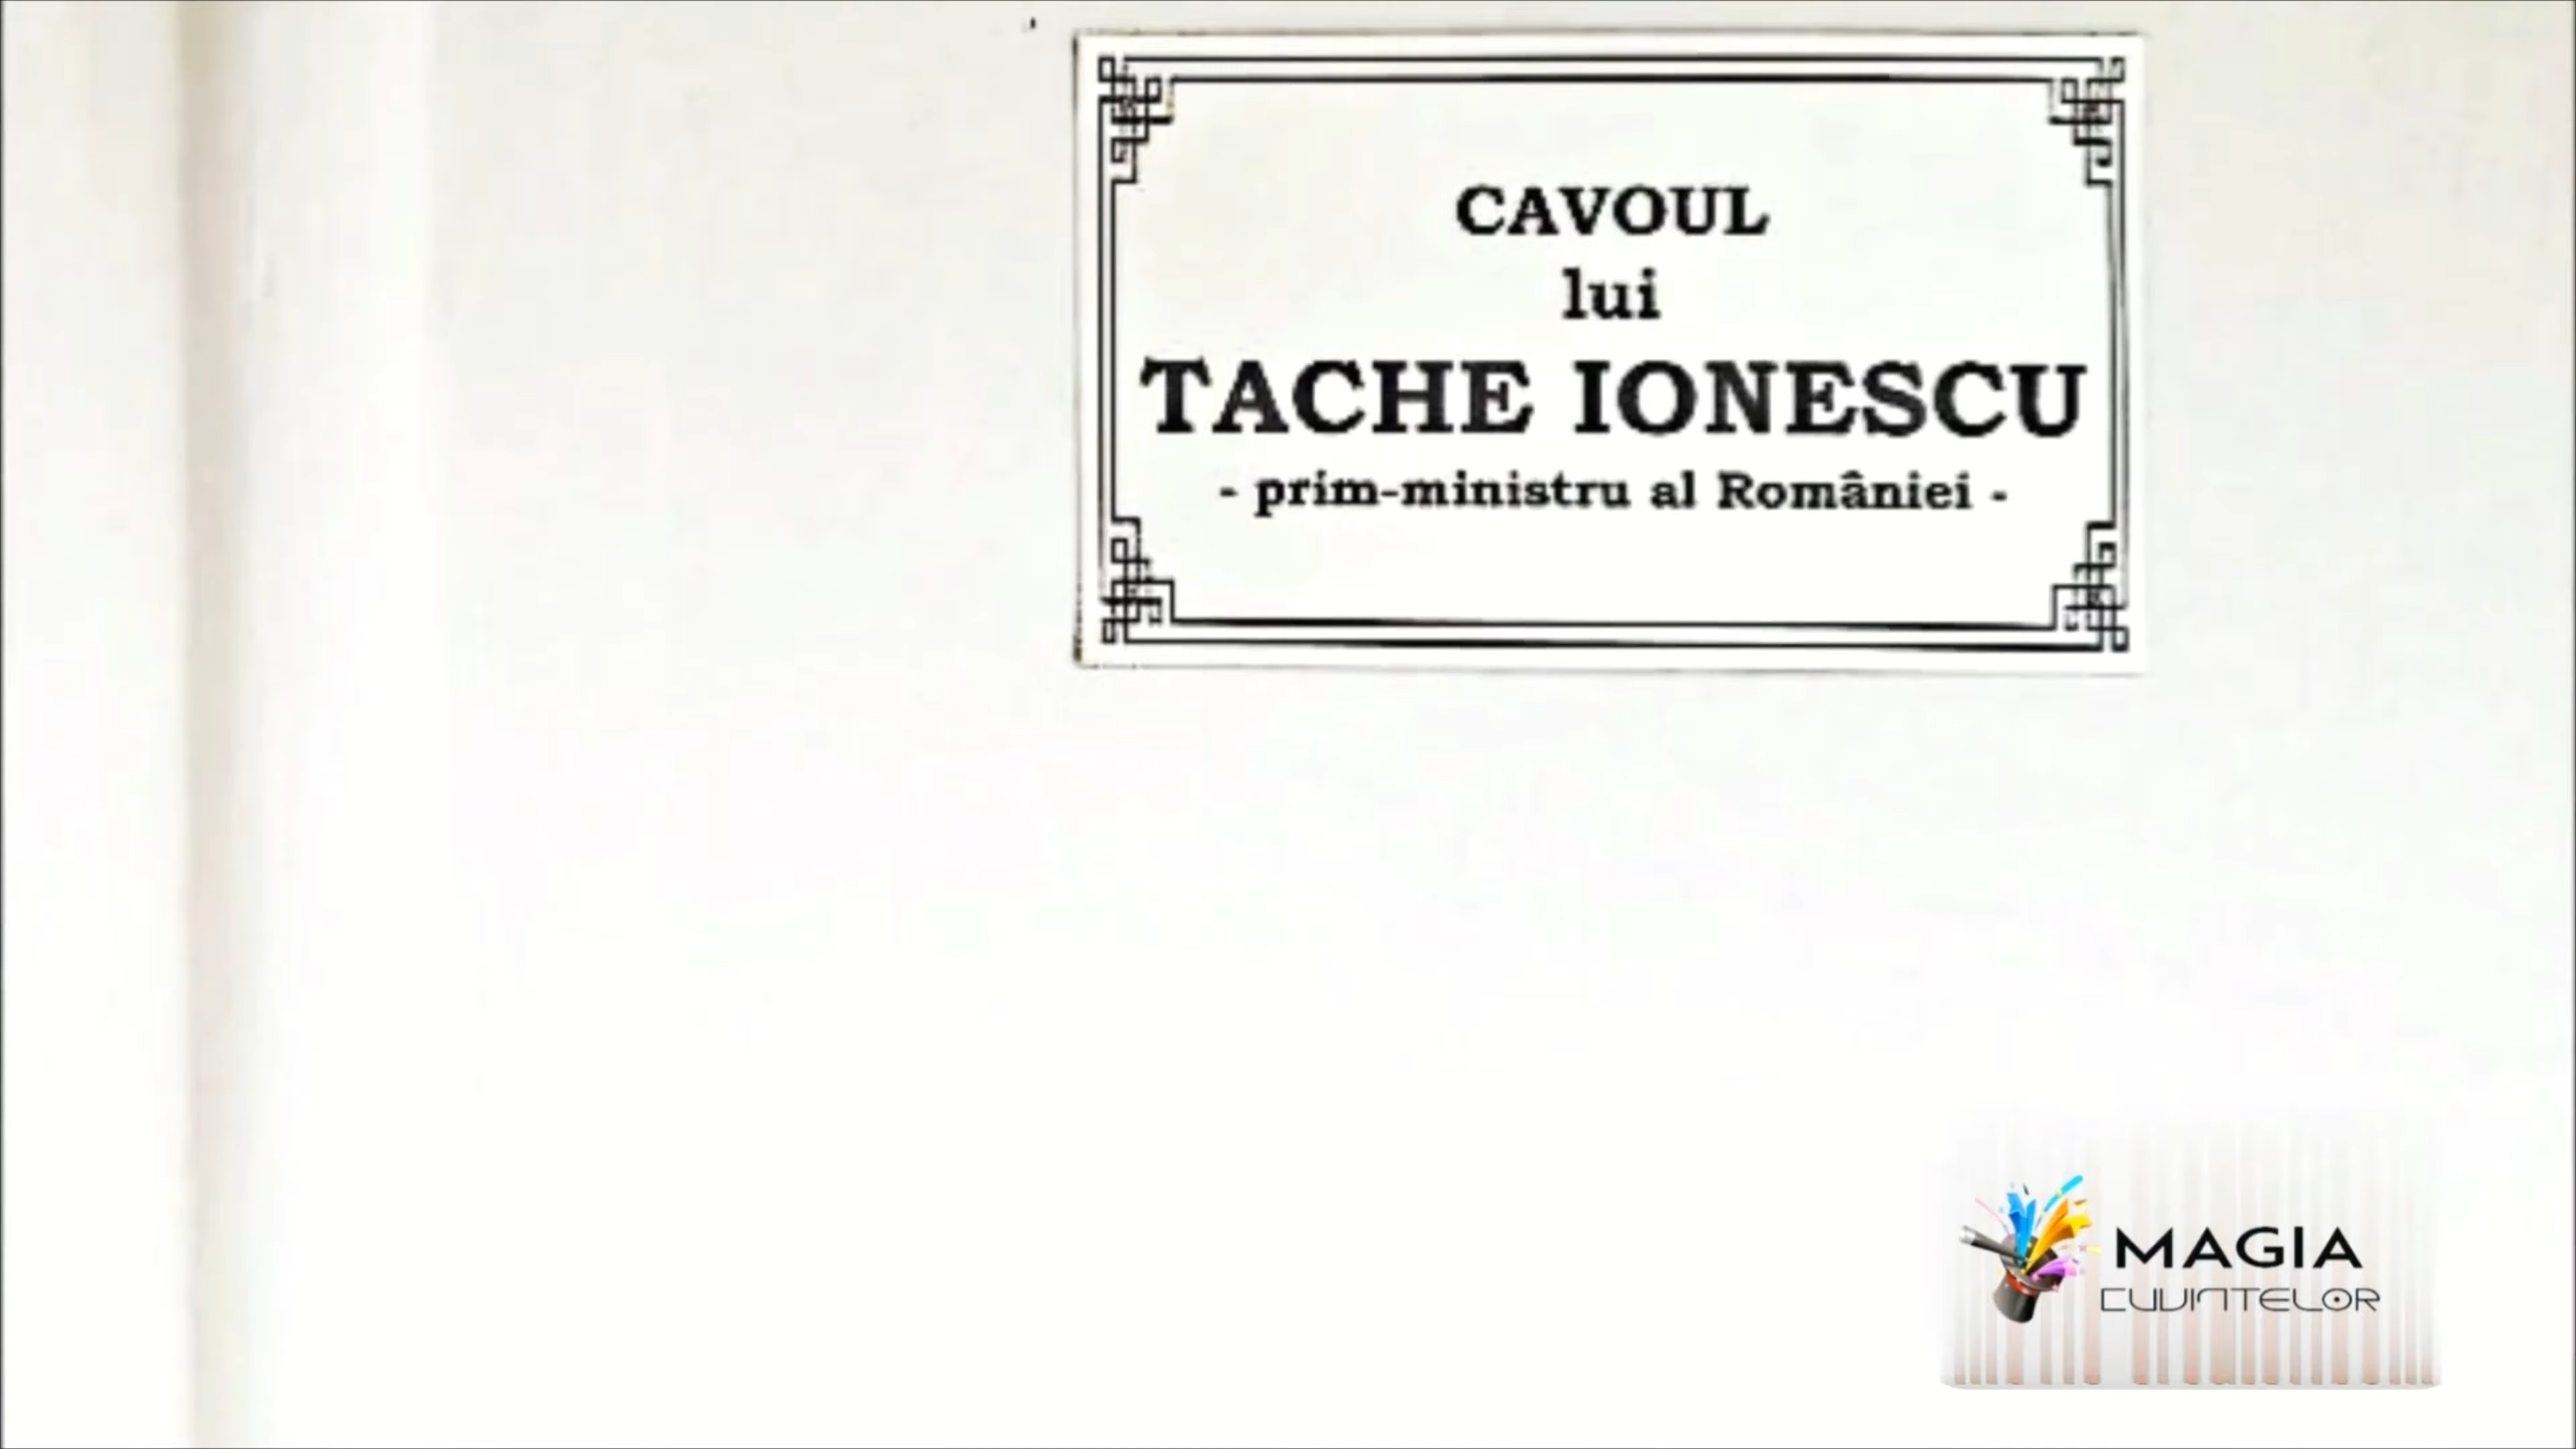 CAVOUL
lui
TACHE IONESCU
- prim-ministru al României -
MAGIA
CUVINTELOR